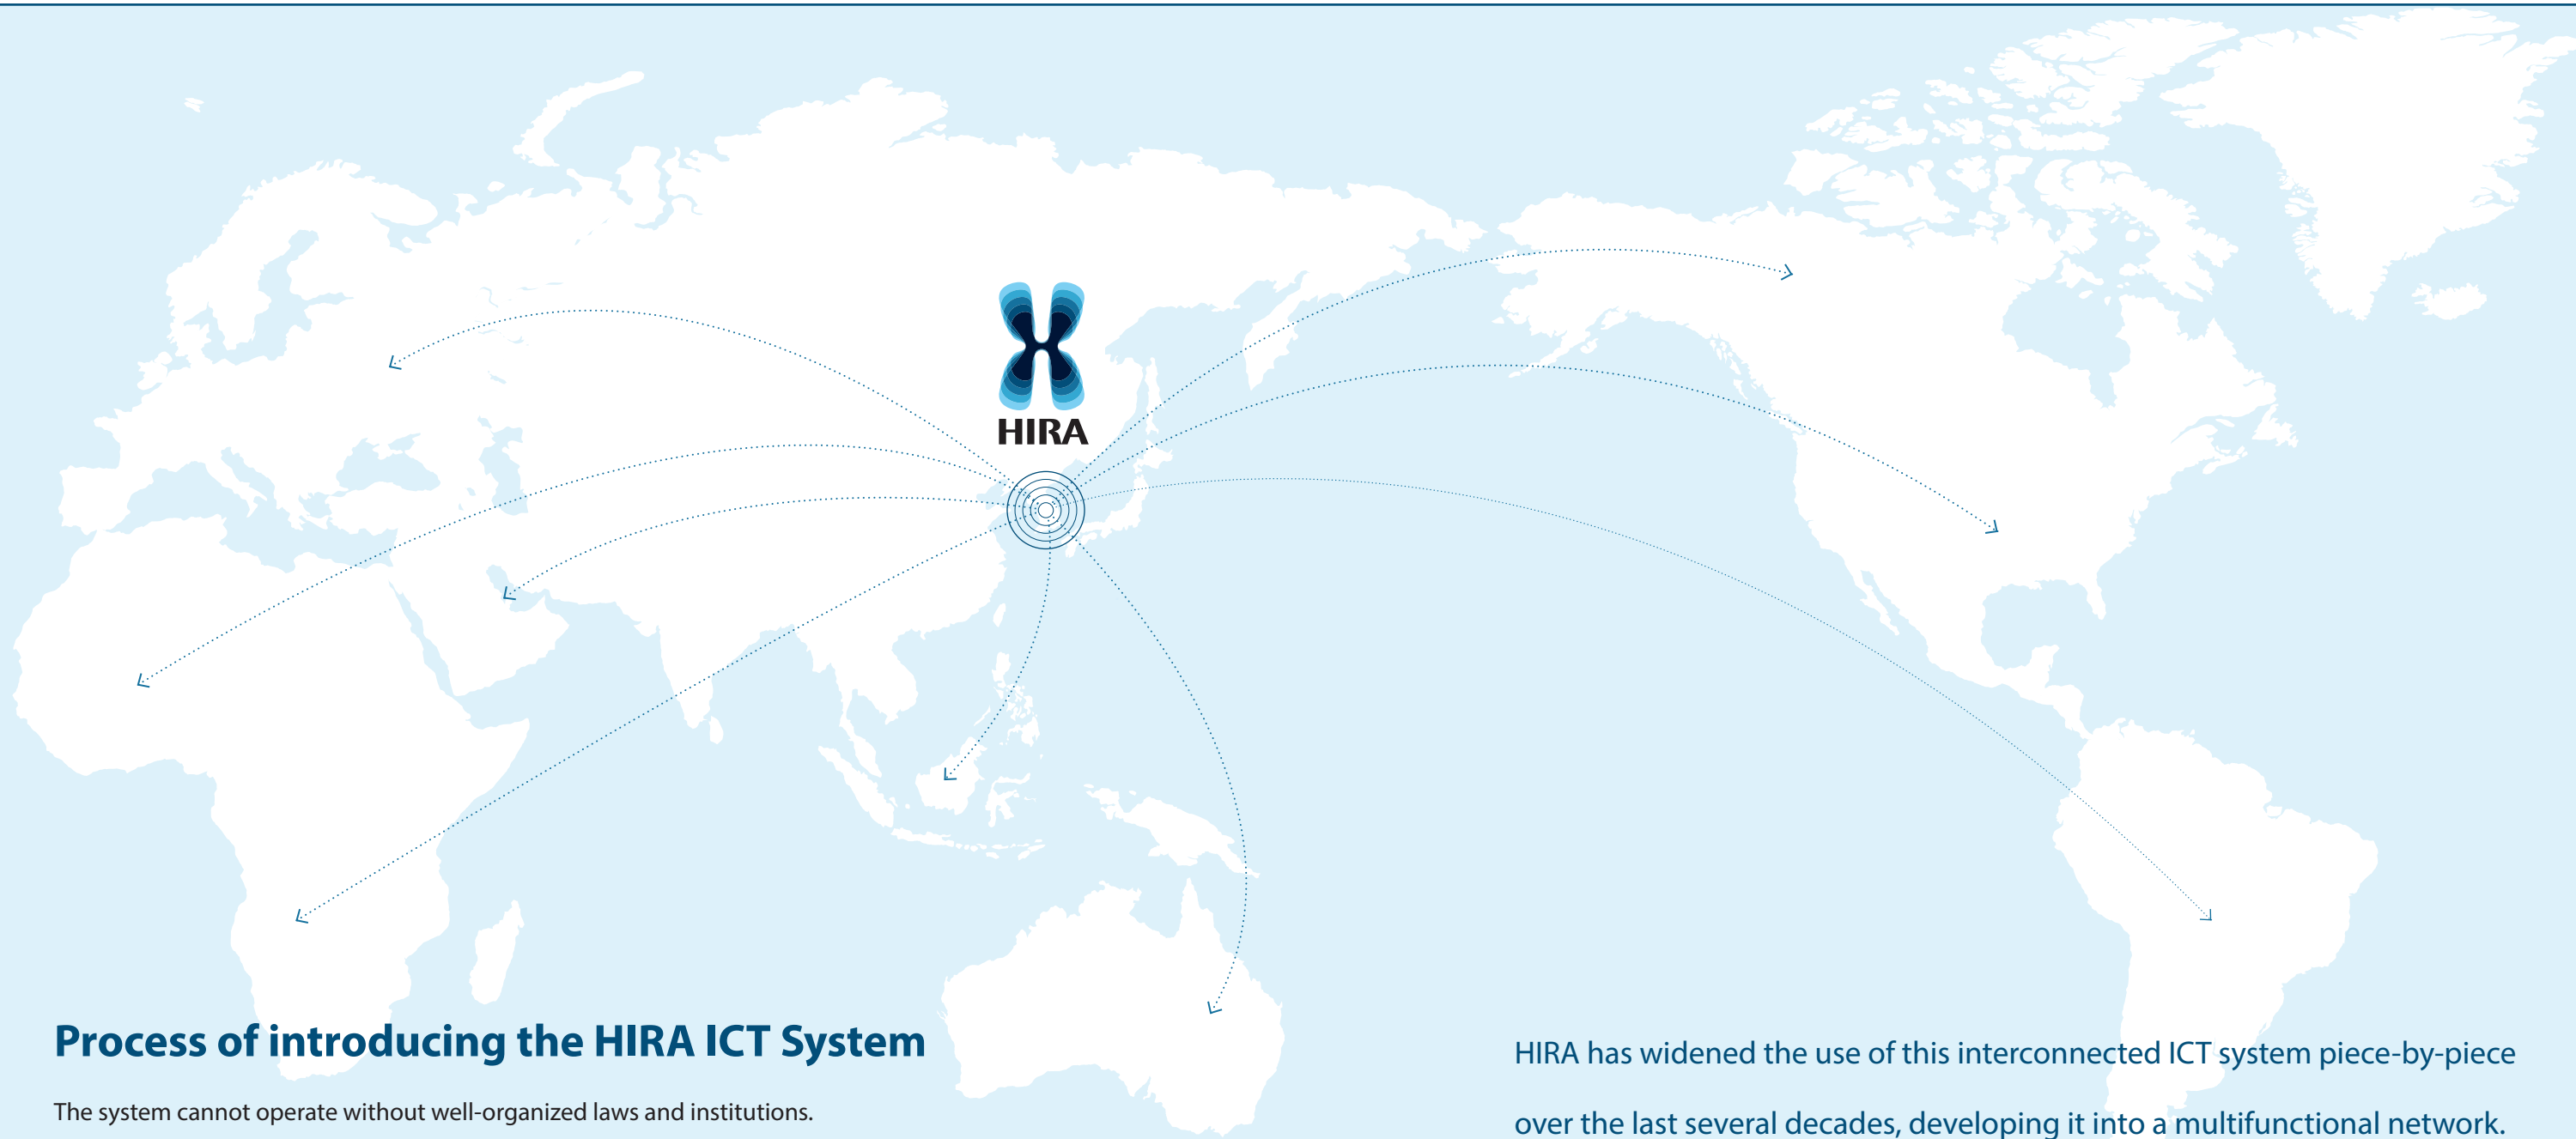 HIRA
Process of introducing the HIRA ICT System
The system cannot operate without well-organized laws and institutions.
HIRA has widened the use of this interconnected ICT system piece-by-piece
over the last several decades, developing it into a multifunctional network.